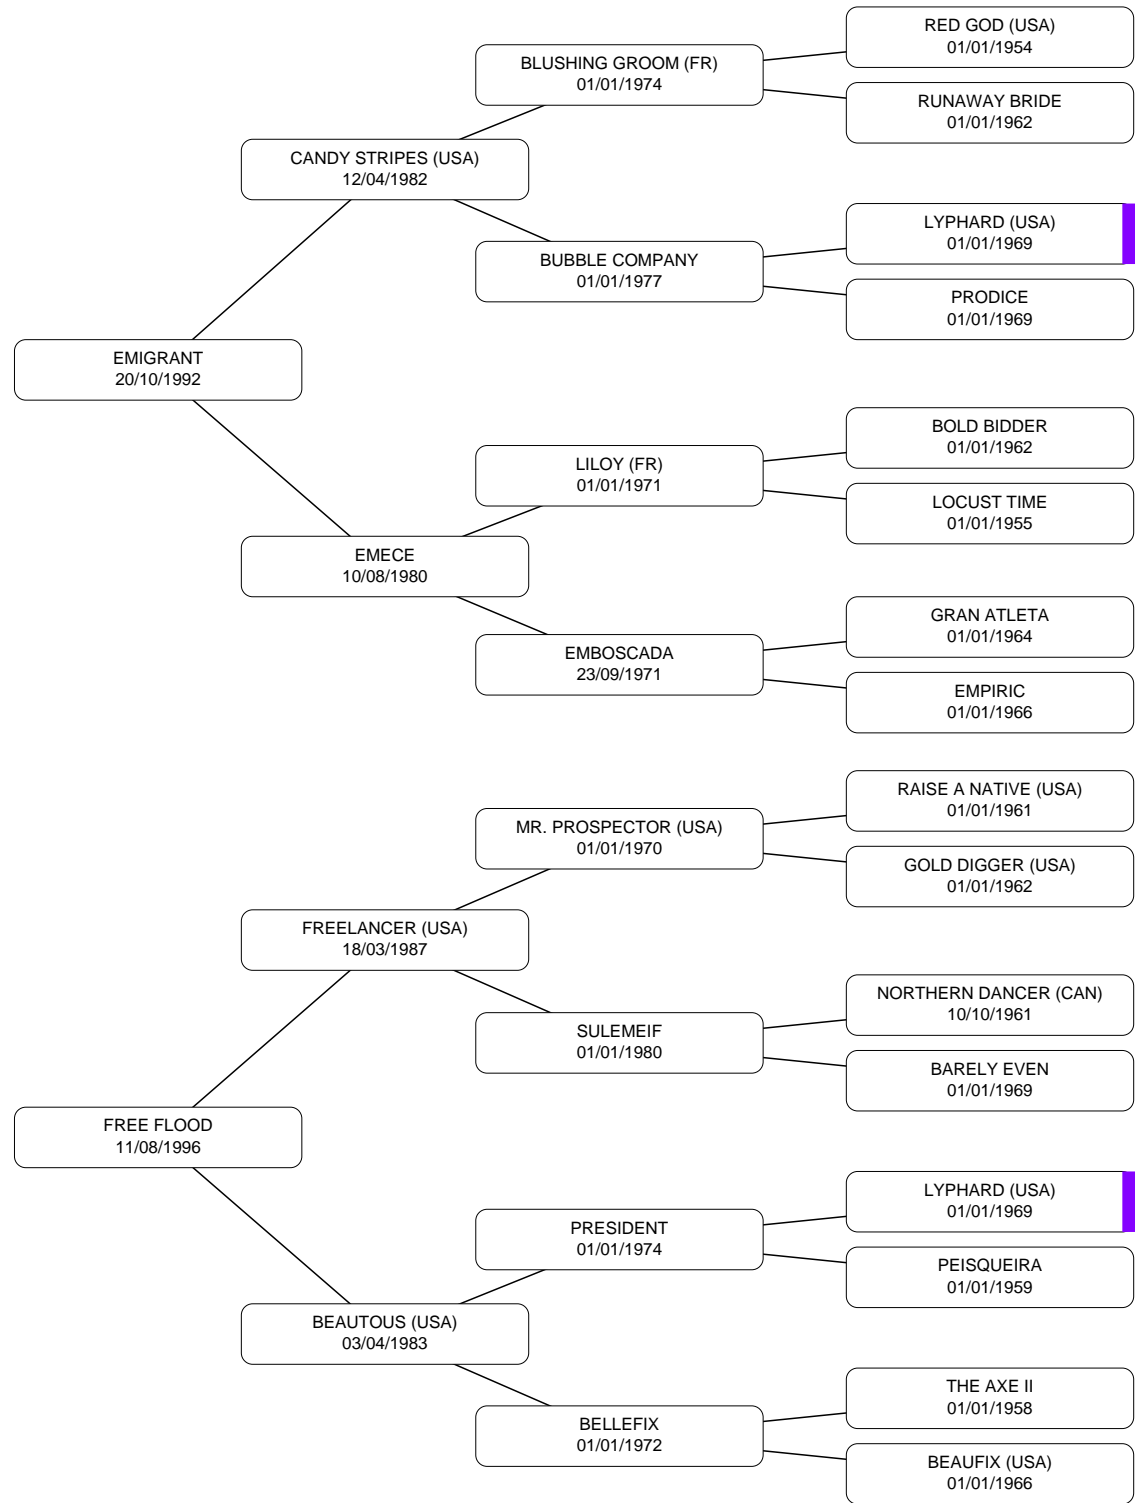 RED GOD (USA)
01/01/1954
BLUSHING GROOM (FR)
01/01/1974
RUNAWAY BRIDE
01/01/1962
CANDY STRIPES (USA)
12/04/1982
LYPHARD (USA)
01/01/1969
BUBBLE COMPANY
01/01/1977
PRODICE
01/01/1969
EMIGRANT
20/10/1992
BOLD BIDDER
01/01/1962
LILOY (FR)
01/01/1971
LOCUST TIME
01/01/1955
EMECE
10/08/1980
GRAN ATLETA
01/01/1964
EMBOSCADA
23/09/1971
EMPIRIC
01/01/1966
RAISE A NATIVE (USA)
01/01/1961
MR. PROSPECTOR (USA)
01/01/1970
GOLD DIGGER (USA)
01/01/1962
FREELANCER (USA)
18/03/1987
NORTHERN DANCER (CAN)
10/10/1961
SULEMEIF
01/01/1980
BARELY EVEN
01/01/1969
FREE FLOOD
11/08/1996
LYPHARD (USA)
01/01/1969
PRESIDENT
01/01/1974
PEISQUEIRA
01/01/1959
BEAUTOUS (USA)
03/04/1983
THE AXE II
01/01/1958
BELLEFIX
01/01/1972
BEAUFIX (USA)
01/01/1966